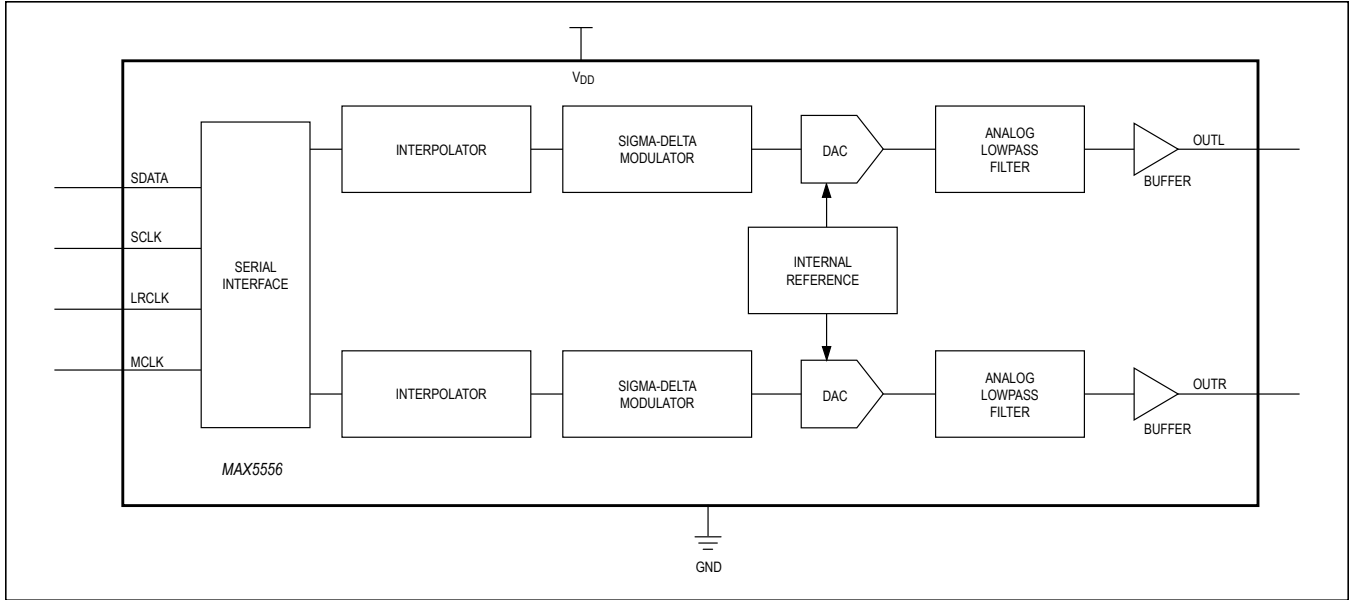 VDD
SDATA
SCLK
LRCLK
MCLK
SERIAL
INTERFACE
INTERPOLATOR
SIGMA-DELTA
MODULATOR
DAC
ANALOG
LOWPASS
FILTER
BUFFER
OUTL
INTERNAL
REFERENCE
INTERPOLATOR
SIGMA-DELTA
MODULATOR
DAC
ANALOG
LOWPASS
FILTER
BUFFER
OUTR
MAX5556
GND